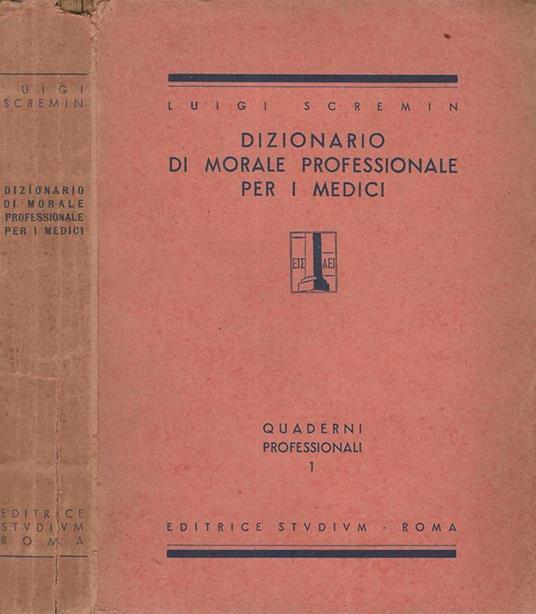 UIGI
SCREMIN
DIZIONARIO
DI MORALE
PROFESSIONALE
PER I MEDICI
EDITRICE
STVDIVM
ROMA
LUIGI SCREMIN
DIZIONARIO
DI MORALE PROFESSIONALE
PER I MEDICI
ΕΙΣ ΑΕΙ
QUADERNI
PROFESSIONALI
1
EDITRICE STVDIVM - ROMA